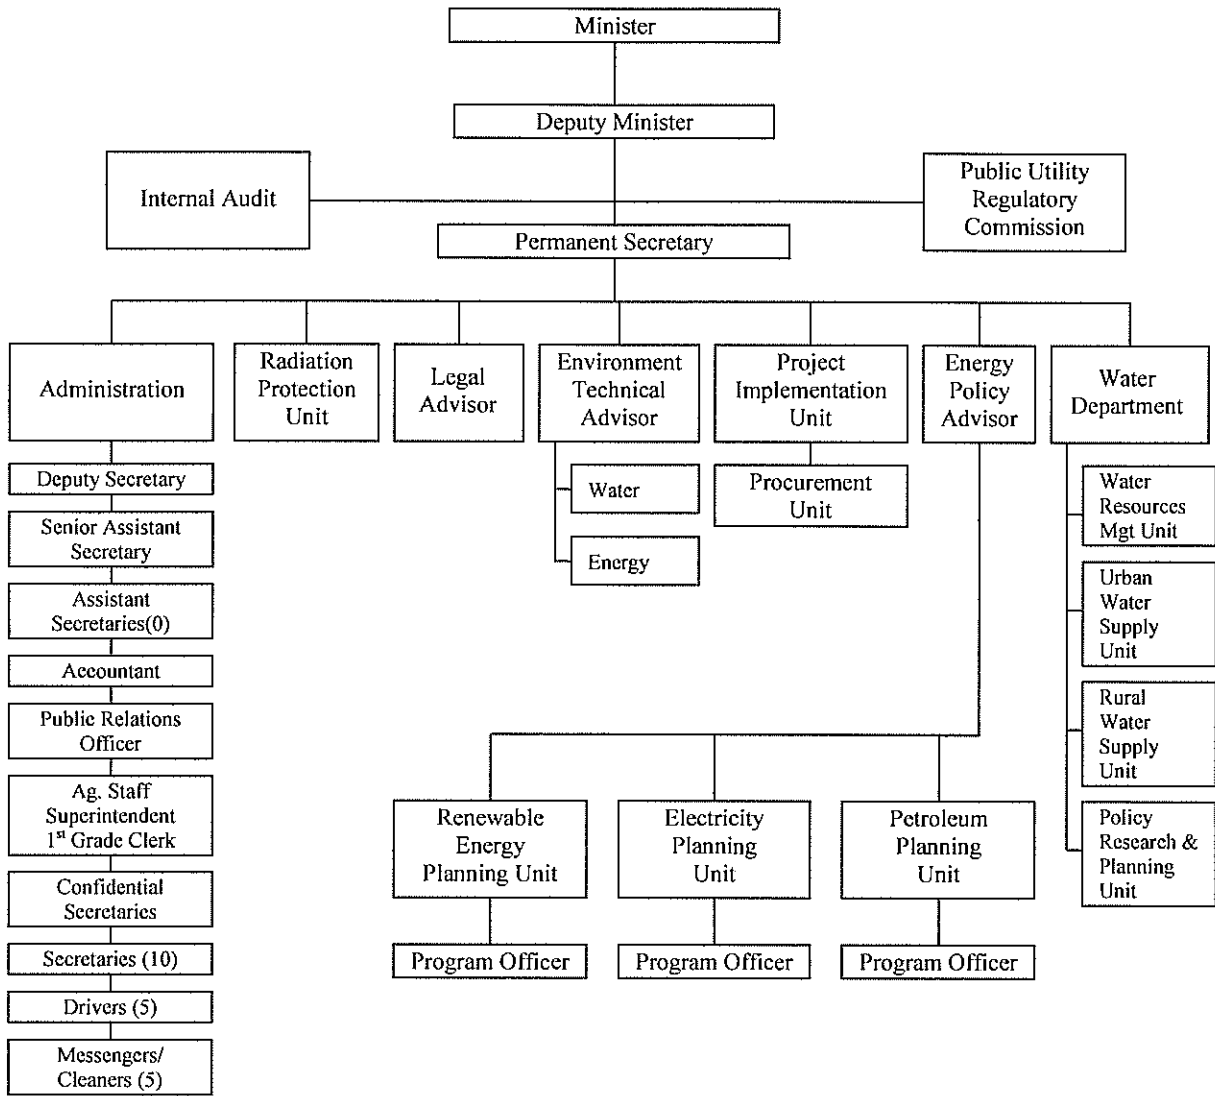 Minister
Deputy Minister
Internal Audit
Public Utility
Regulatory
Commission
Permanent Secretary
Administration
Radiation
Protection
Unit
Legal
Advisor
Environment
Technical
Advisor
Project
Implementation
Unit
Energy
Policy
Advisor
Water
Department
Deputy Secretary
Senior Assistant
Secretary
Assistant
Secretaries(0)
Accountant
Public Relations
Officer
Ag. Staff
Superintendent
1st Grade Clerk
Confidential
Secretaries
Secretaries (10)
Drivers (5)
Messengers/
Cleaners (5)
Water
Energy
Procurement
Unit
Renewable
Energy
Planning Unit
Program Officer
Electricity
Planning
Unit
Program Officer
Petroleum
Planning
Unit
Program Officer
Water
Resources
Mgt Unit
Urban
Water
Supply
Unit
Rural
Water
Supply
Unit
Policy
Research &
Planning
Unit